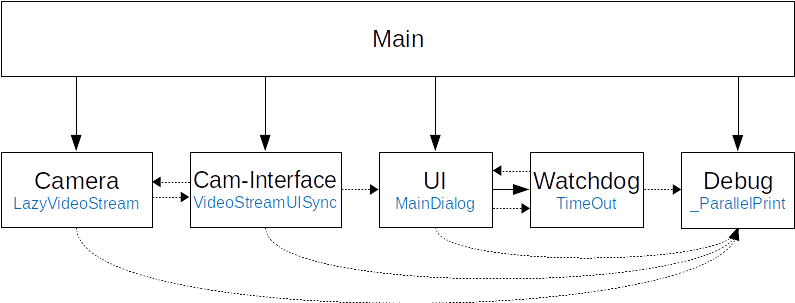 Main
Camera
LazyVideoStream
Cam-Interface
VideoStreamUISync
UI
MainDialog
Watchdog
TimeOut
Debug
_ParallelPrint